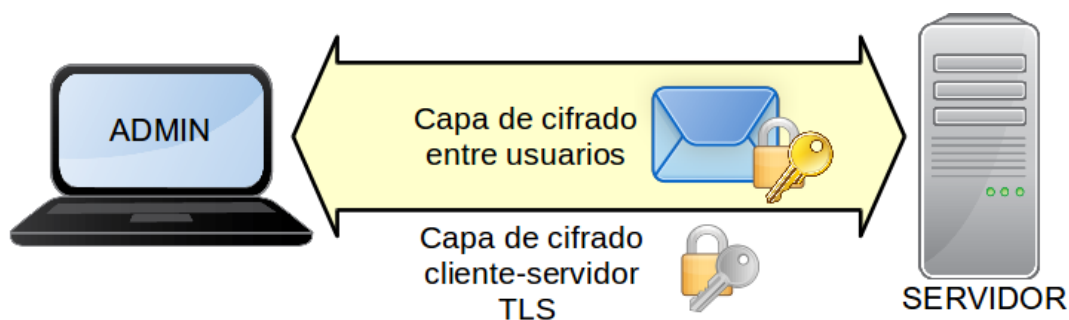 ADMIN
Capa de cifrado
entre usuarios
Capa de cifrado
cliente-servidor
TLS
SERVIDOR